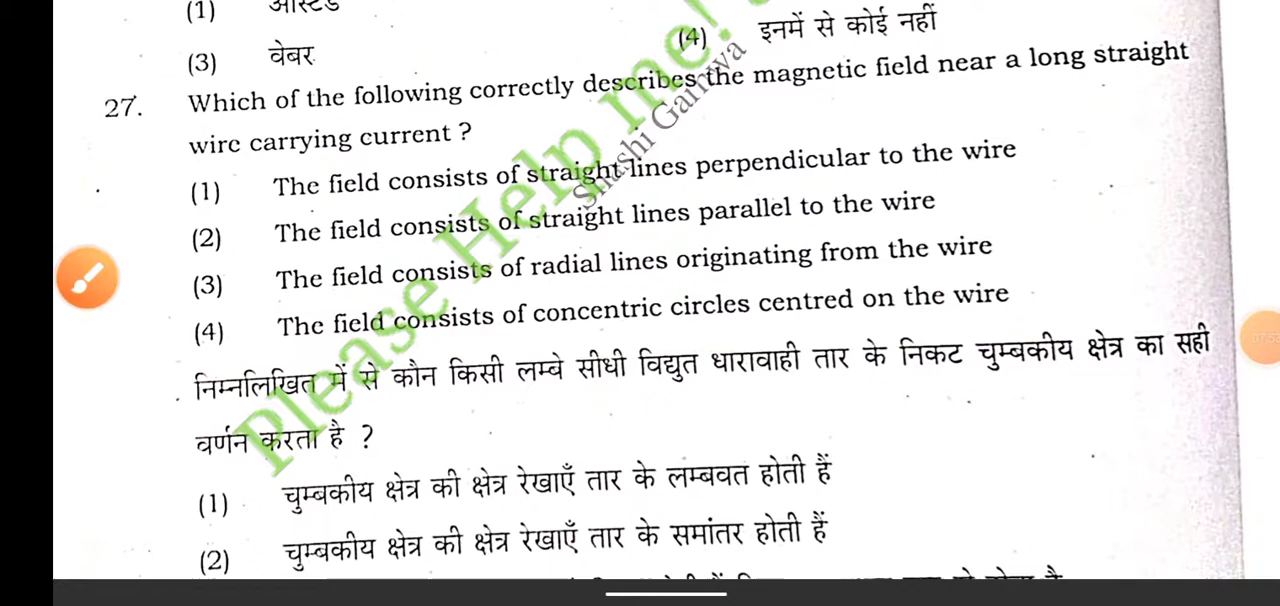 (1) ऑस्टेड
(3) वेबर
(4) इनमें से कोई नहीं
27. Which of the following correctly describes the magnetic field near a long straight
wire carrying current ?
(1) The field consists of straight lines perpendicular to the wire
(2) The field consists of straight lines parallel to the wire
(3) The field consists of radial lines originating from the wire
(4) The field consists of concentric circles centred on the wire
निम्नलिखित में से कौन किसी लम्बे सीधी विद्युत धारावाही तार के निकट चुम्बकीय क्षेत्र का सही
वर्णन करता है ?
(1) चुम्बकीय क्षेत्र की क्षेत्र रेखाएँ तार के लम्बवत होती हैं
(2) चुम्बकीय क्षेत्र की क्षेत्र रेखाएँ तार के समांतर होती हैं
Please Help me!
Shashi Gariwa